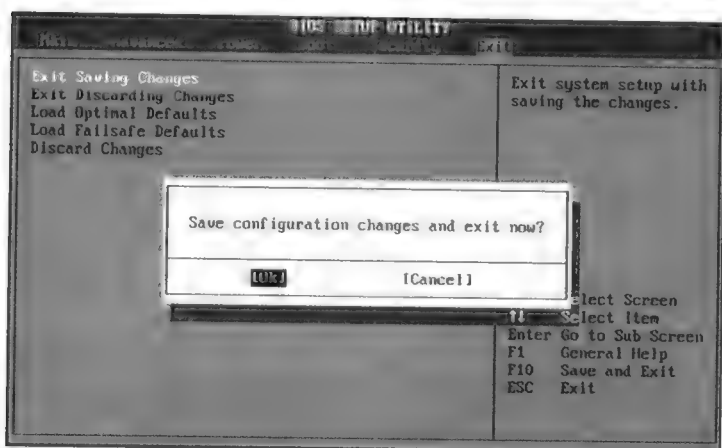 BIOS SETUP UTILITY
Exit
Exit Saving Changes
Exit Discarding Changes
Load Optimal Defaults
Load Failsafe Defaults
Discard Changes
Exit system setup with
saving the changes.
Save configuration changes and exit now?
[Ok] [Cancel]
lect Screen
↑↓ Select Item
Enter Go to Sub Screen
F1 General Help
F10 Save and Exit
ESC Exit